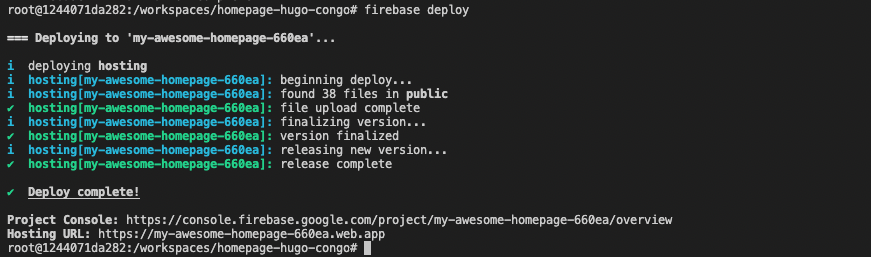 root@1244071da282:/workspaces/homepage-hugo-congo# firebase deploy
=== Deploying to 'my-awesome-homepage-660ea'...
i  deploying hosting
i  hosting[my-awesome-homepage-660ea]: beginning deploy...
i  hosting[my-awesome-homepage-660ea]: found 38 files in public
✔  hosting[my-awesome-homepage-660ea]: file upload complete
i  hosting[my-awesome-homepage-660ea]: finalizing version...
✔  hosting[my-awesome-homepage-660ea]: version finalized
i  hosting[my-awesome-homepage-660ea]: releasing new version...
✔  hosting[my-awesome-homepage-660ea]: release complete
✔  Deploy complete!
Project Console: https://console.firebase.google.com/project/my-awesome-homepage-660ea/overview
Hosting URL: https://my-awesome-homepage-660ea.web.app
root@1244071da282:/workspaces/homepage-hugo-congo#